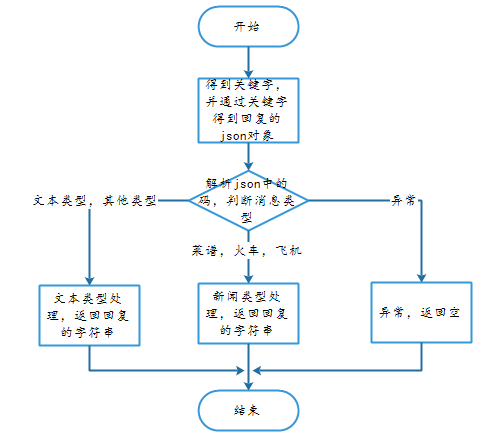 开始
得到关键字，
并通过关键字
得到回复的
json对象
解析json中的
码，判断消息类
型
文本类型，其他类型
异常
菜谱，火车，飞机
文本类型处
理，返回回复
的字符串
新闻类型处
理，返回回复
的字符串
异常，返回空
结束